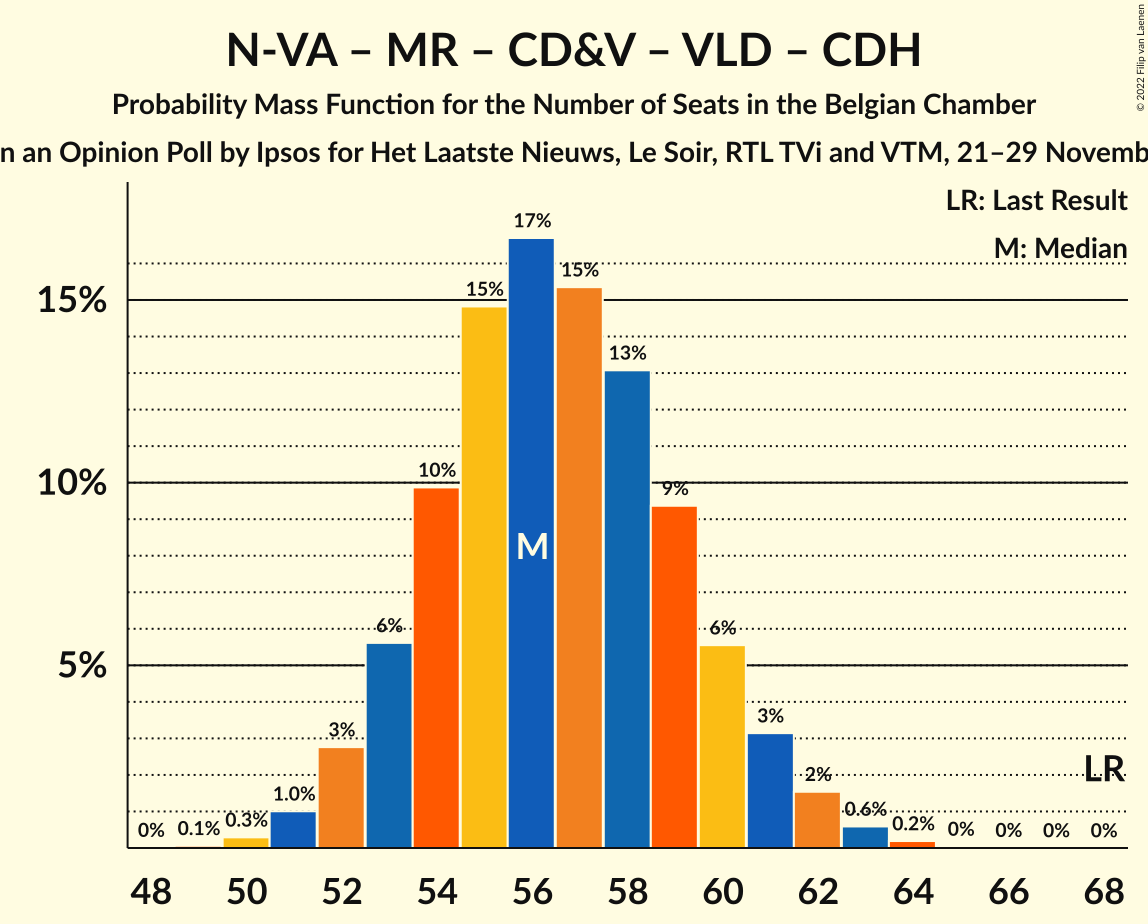 N-VA – MR – CD&V – VLD – CDH
Probability Mass Function for the Number of Seats in the Belgian Chamber
an Opinion Poll by Ipsos for Het Laatste Nieuws, Le Soir, RTL TVi and VTM, 21–29
© 2022 Filip van Laenen
LR: Last Result
M: Median
15%
10%
5%
0% 0.1% 0.3% 1.0% 3% 6% 10% 15% 17% 15% 13% 9% 6% 3% 2% 0.6% 0.2% 0% 0% 0% 0%
M
LR
48 50 52 54 56 58 60 62 64 66 68